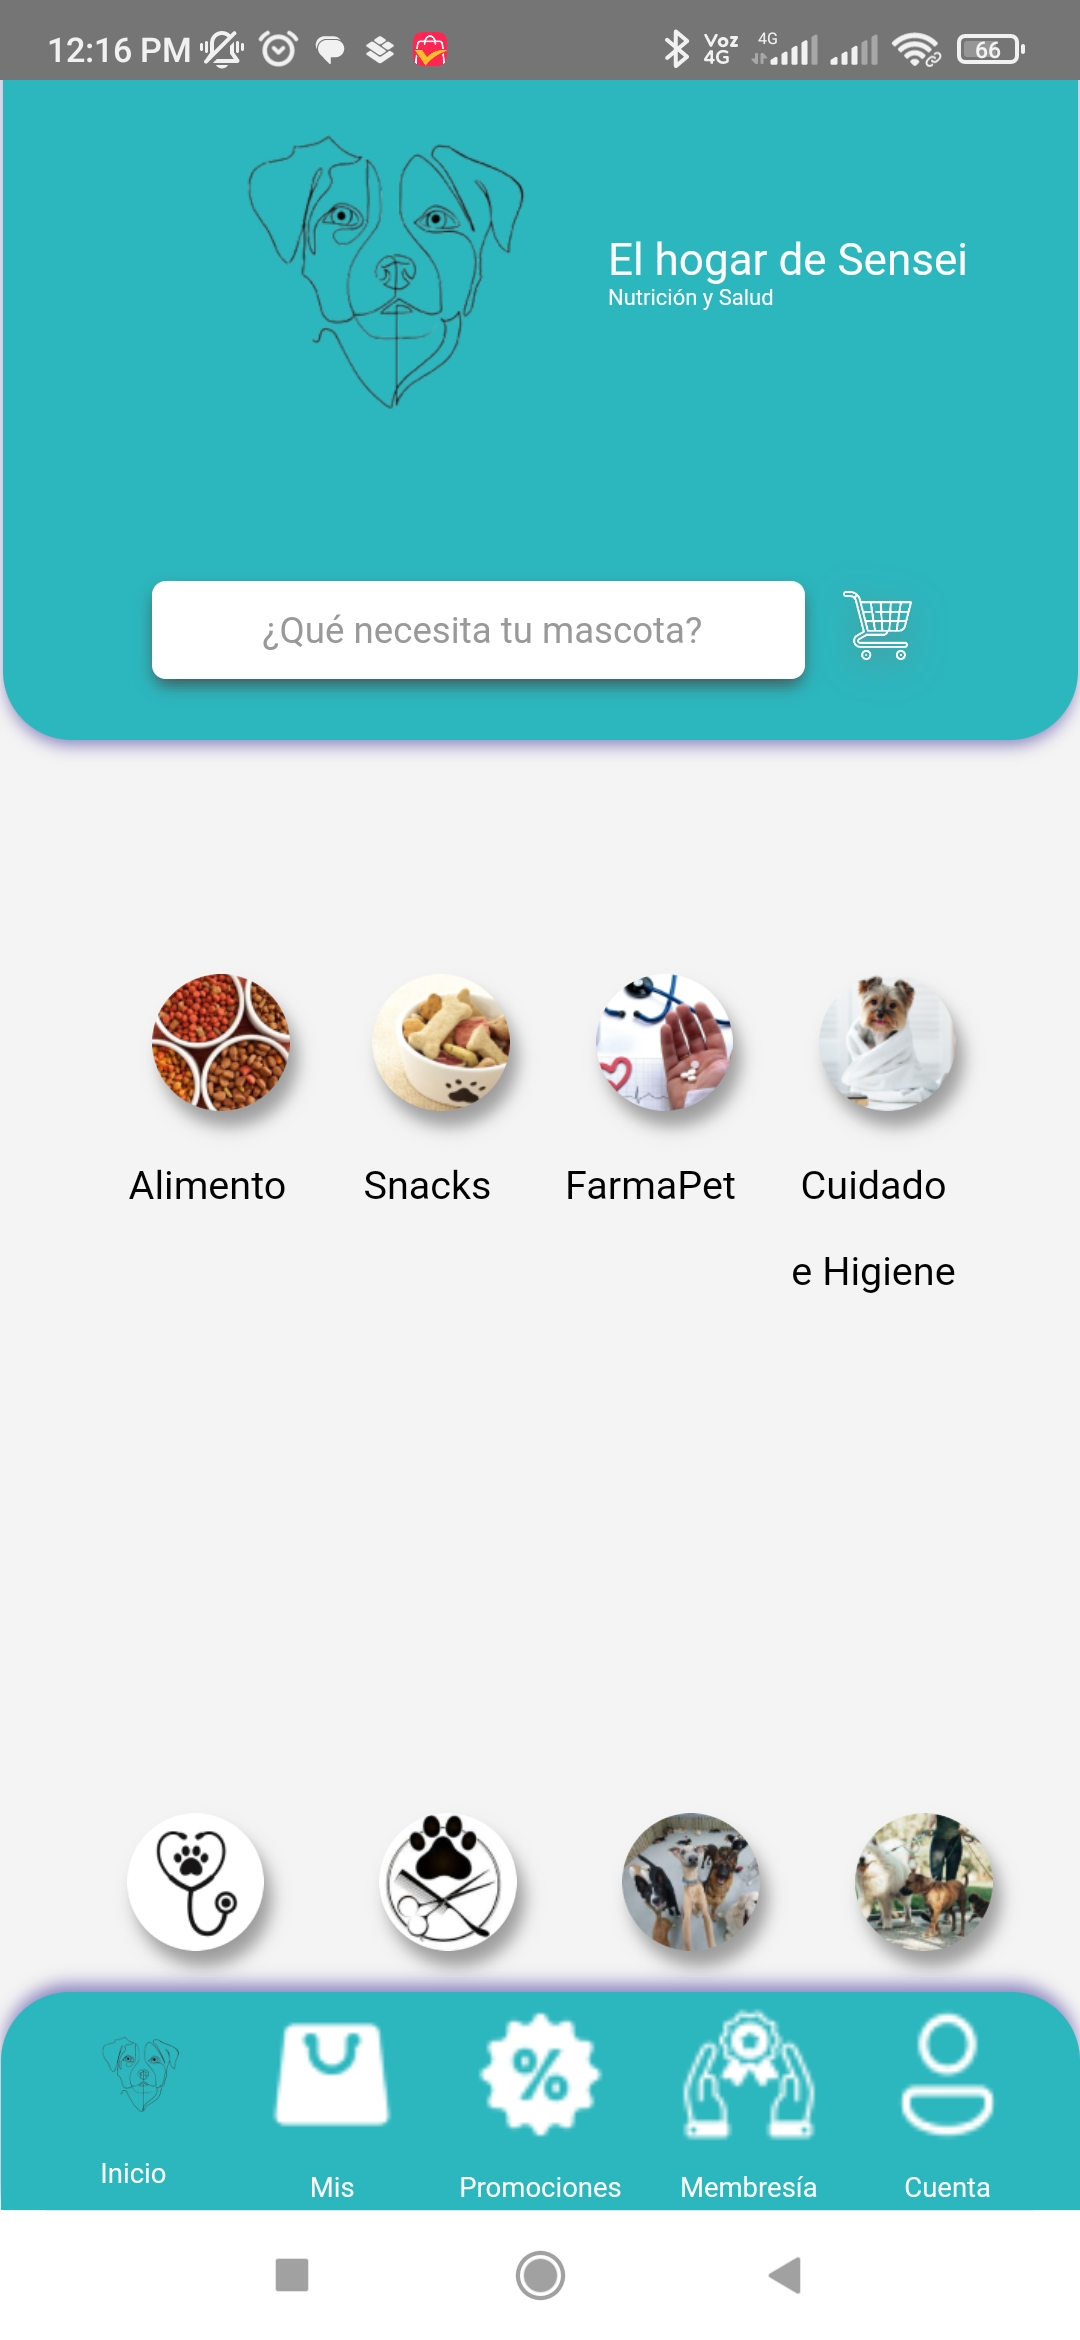 12:16 PM
Voz
4G
4G
66
El hogar de Sensei
Nutrición y Salud
¿Qué necesita tu mascota?
Alimento Snacks FarmaPet Cuidado
e Higiene
%
Inicio Mis Promociones Membresía Cuenta